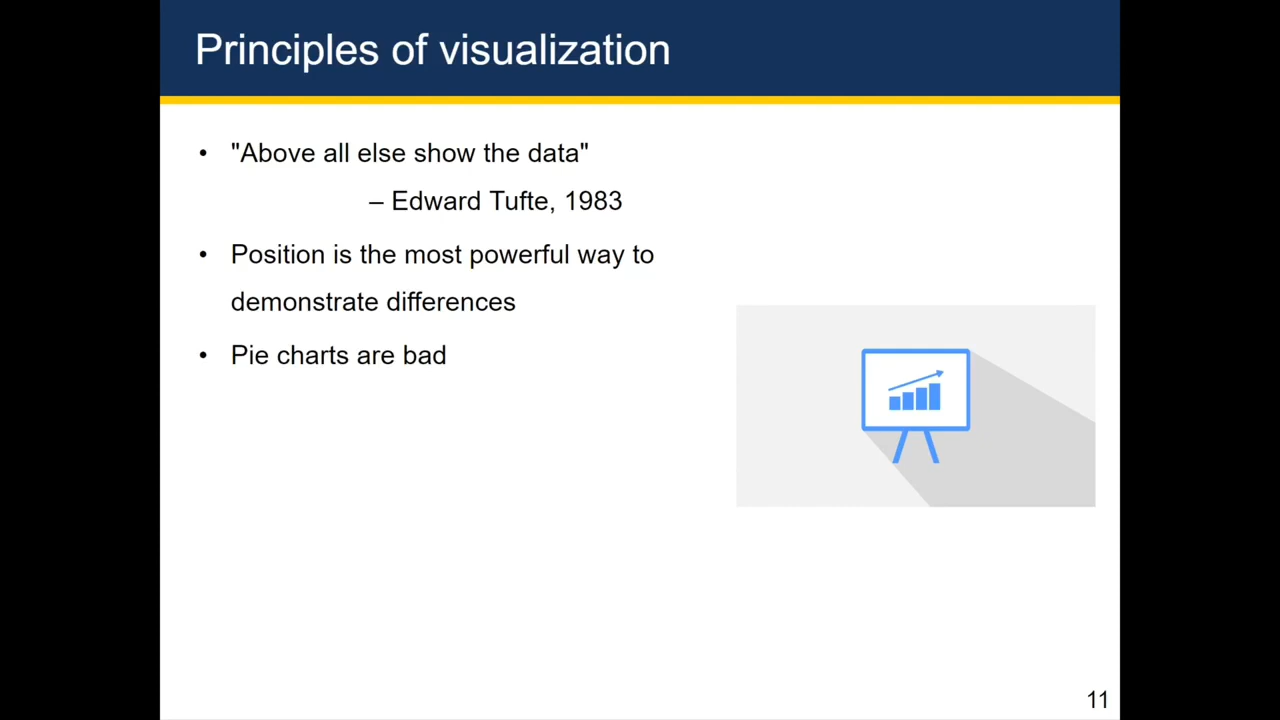 Principles of visualization
• "Above all else show the data"
– Edward Tufte, 1983
• Position is the most powerful way to
demonstrate differences
• Pie charts are bad
11